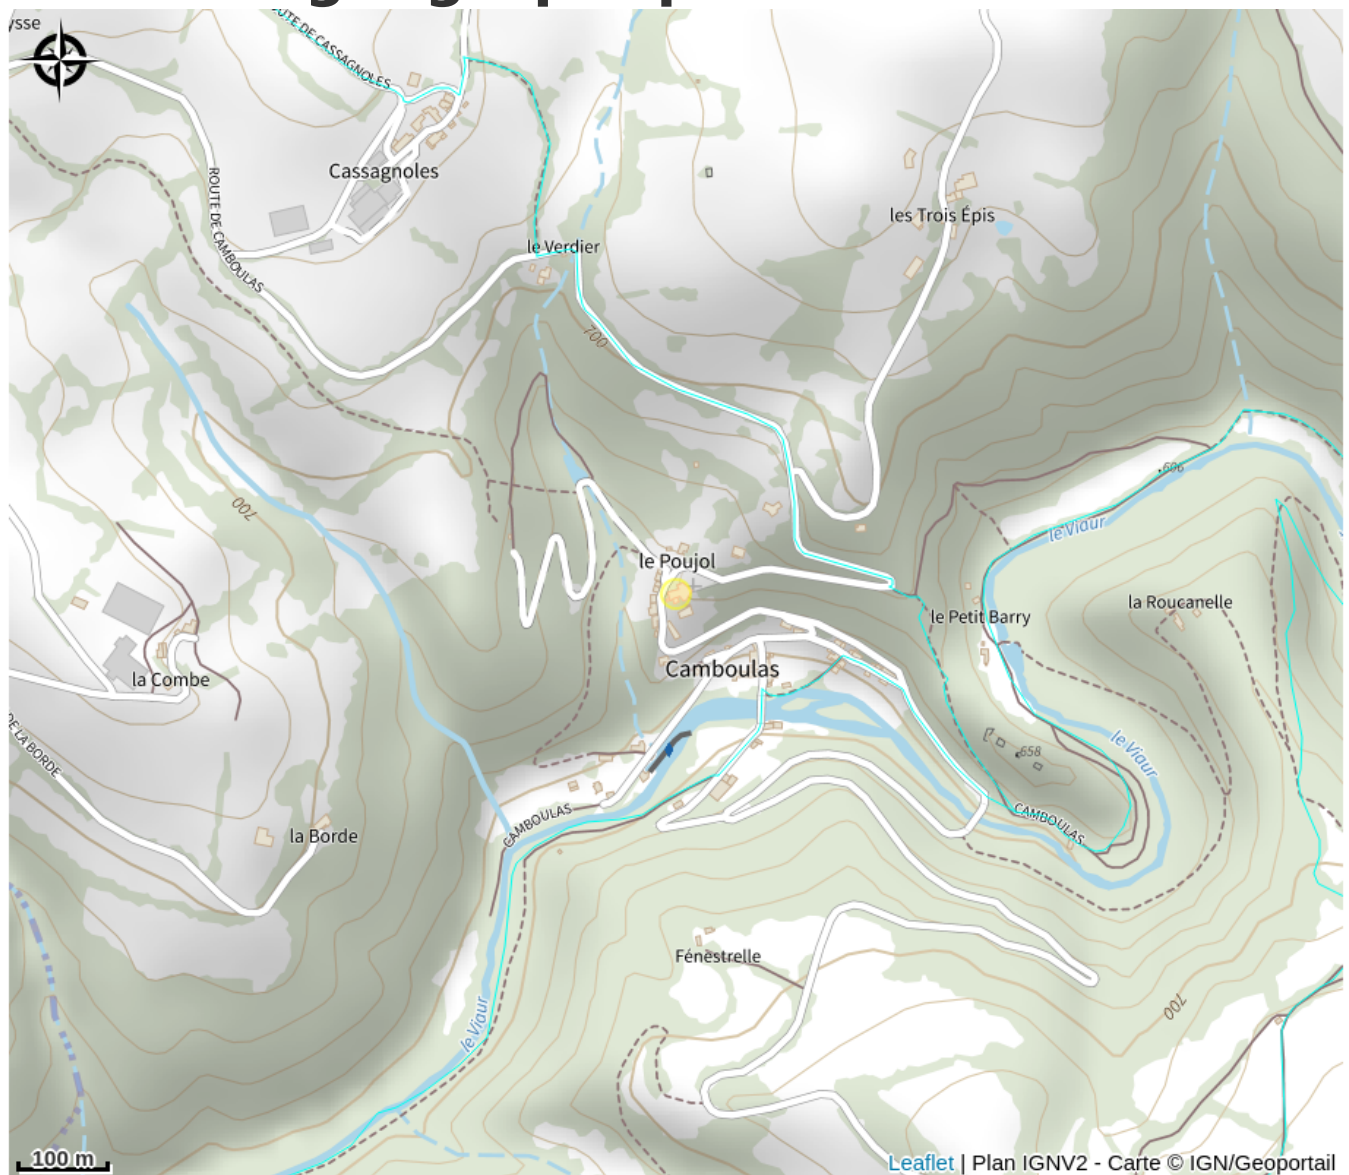 ysse
ROUTE DE CASSAGNOLES
Cassagnoles
ROUTE DE CAMBOULAS
les Trois Épis
le Verdier
700
606
le Viaur
700
le Poujol
la Roucanelle
le Petit Barry
Camboulas
la Combe
DE LA BORDE
le Viaur
658
CAMBOULAS
CAMBOULAS
la Borde
Fénestrelle
700
le Viaur
100 m
Leaflet | Plan IGNV2 - Carte © IGN/Geoportail